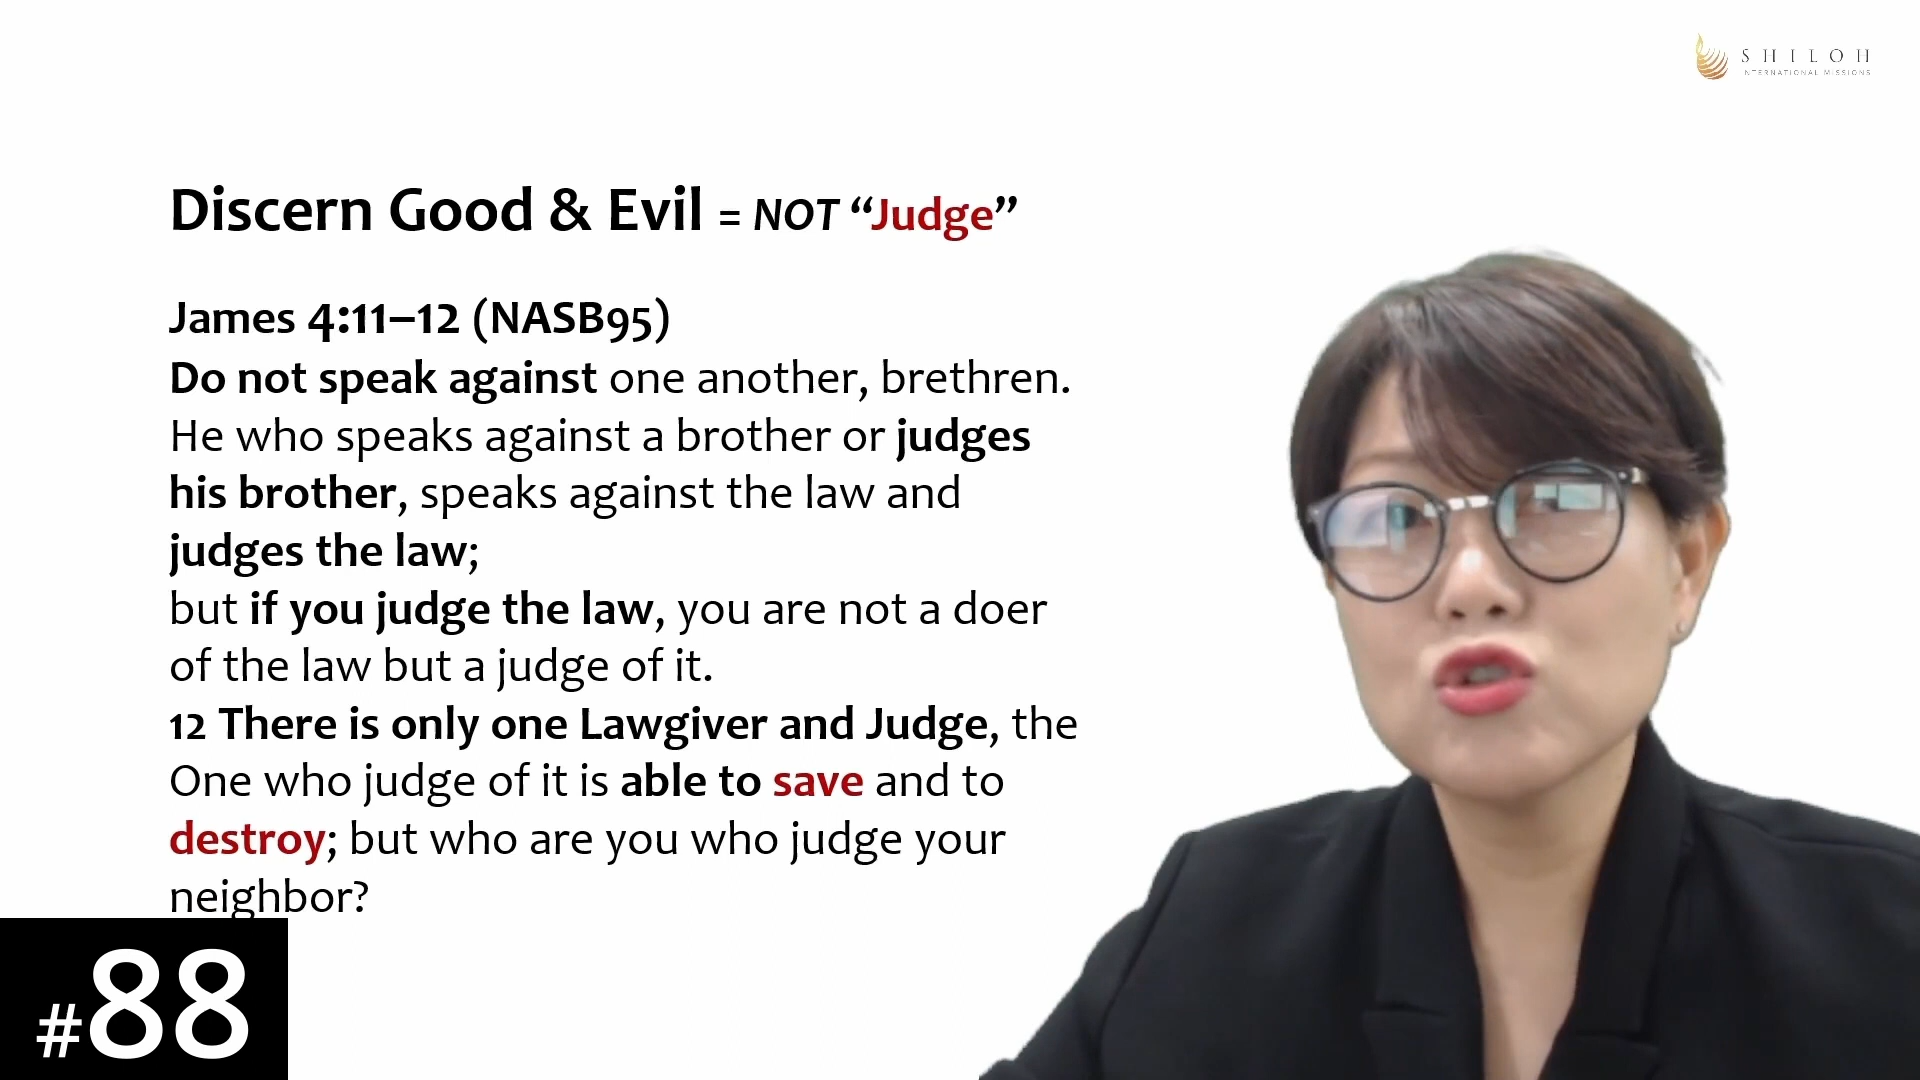 SHILOH
INTERNATIONAL MISSIONS
Discern Good & Evil = NOT “Judge”
James 4:11–12 (NASB95)
Do not speak against one another, brethren.
He who speaks against a brother or judges
his brother, speaks against the law and
judges the law;
but if you judge the law, you are not a doer
of the law but a judge of it.
12 There is only one Lawgiver and Judge, the
One who judge of it is able to save and to
destroy; but who are you who judge your
neighbor?
#88